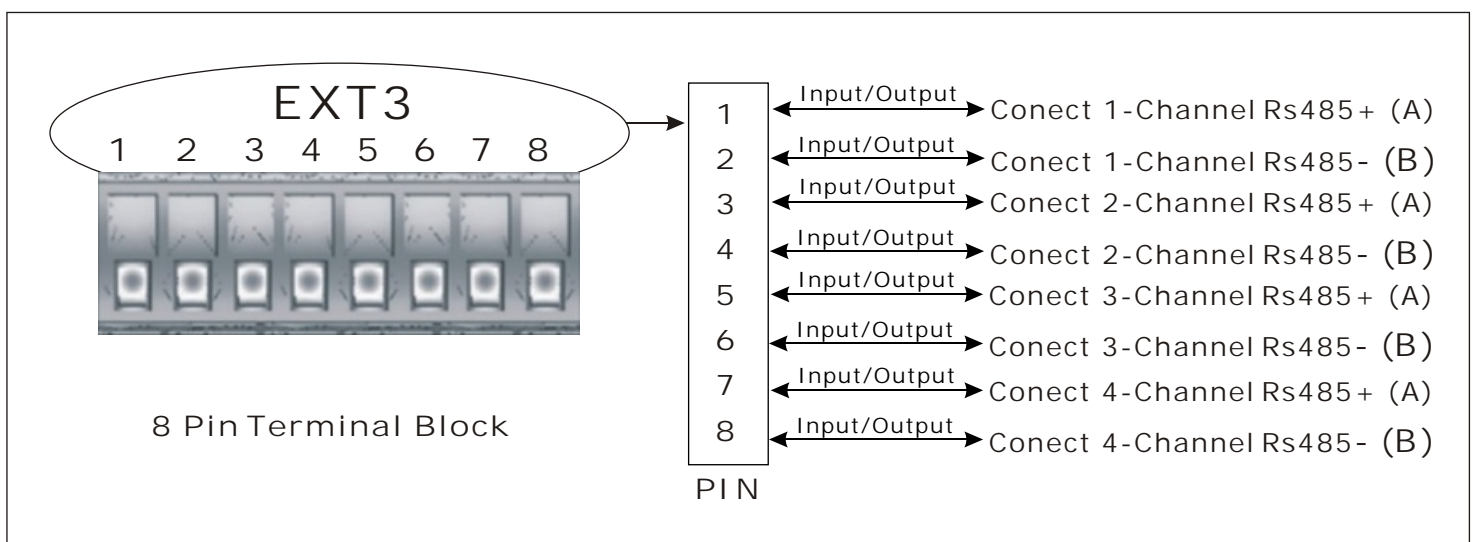 EXT3
1 2 3 4 5 6 7 8
8 Pin Terminal Block
1 Input/Output Conect 1-Channel Rs485+ (A)
2 Input/Output Conect 1-Channel Rs485- (B)
3 Input/Output Conect 2-Channel Rs485+ (A)
4 Input/Output Conect 2-Channel Rs485- (B)
5 Input/Output Conect 3-Channel Rs485+ (A)
6 Input/Output Conect 3-Channel Rs485- (B)
7 Input/Output Conect 4-Channel Rs485+ (A)
8 Input/Output Conect 4-Channel Rs485- (B)
PIN